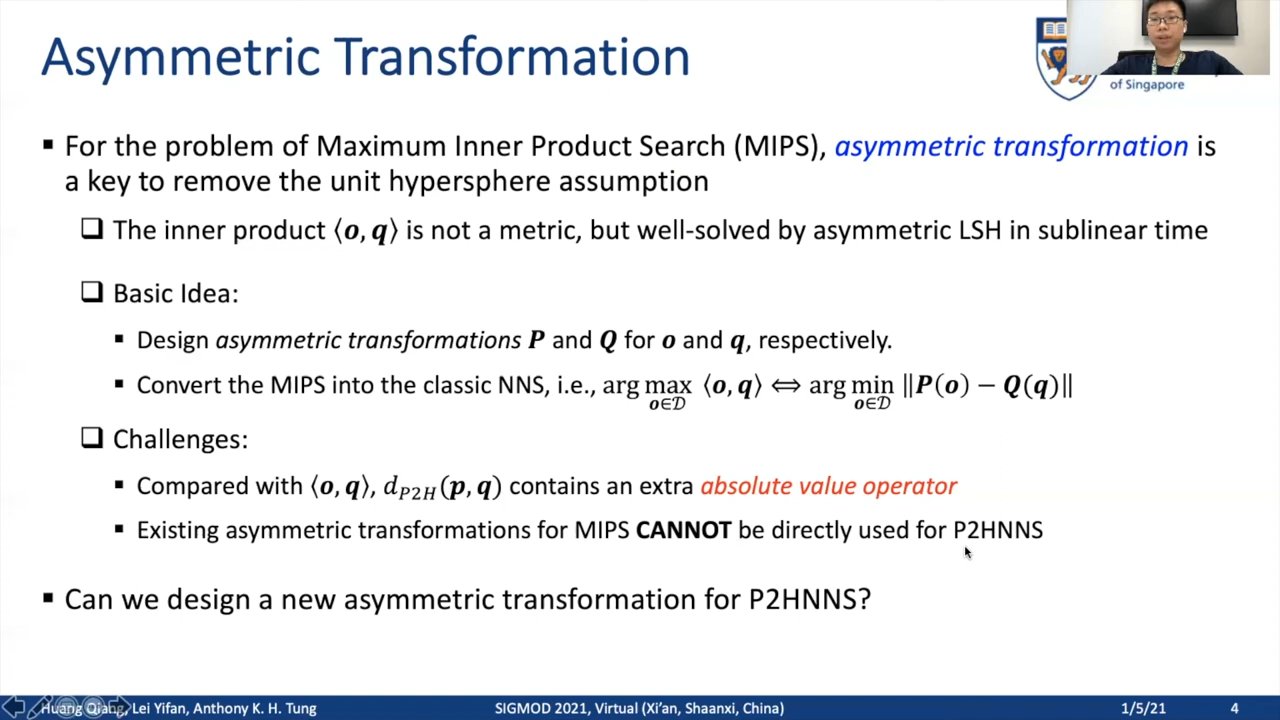 Asymmetric Transformation
of Singapore
▪ For the problem of Maximum Inner Product Search (MIPS), asymmetric transformation is
a key to remove the unit hypersphere assumption
❑ The inner product ⟨o, q⟩ is not a metric, but well-solved by asymmetric LSH in sublinear time
❑ Basic Idea:
▪ Design asymmetric transformations P and Q for o and q, respectively.
▪ Convert the MIPS into the classic NNS, i.e., arg max o∈𝒟 ⟨o, q⟩ ⟺ arg min o∈𝒟 ‖P(o) − Q(q)‖
❑ Challenges:
▪ Compared with ⟨o, q⟩, d_P2H(p, q) contains an extra absolute value operator
▪ Existing asymmetric transformations for MIPS CANNOT be directly used for P2HNNS
▪ Can we design a new asymmetric transformation for P2HNNS?
Huang Qiang, Lei Yifan, Anthony K. H. Tung
SIGMOD 2021, Virtual (Xi’an, Shaanxi, China)
1/5/21
4